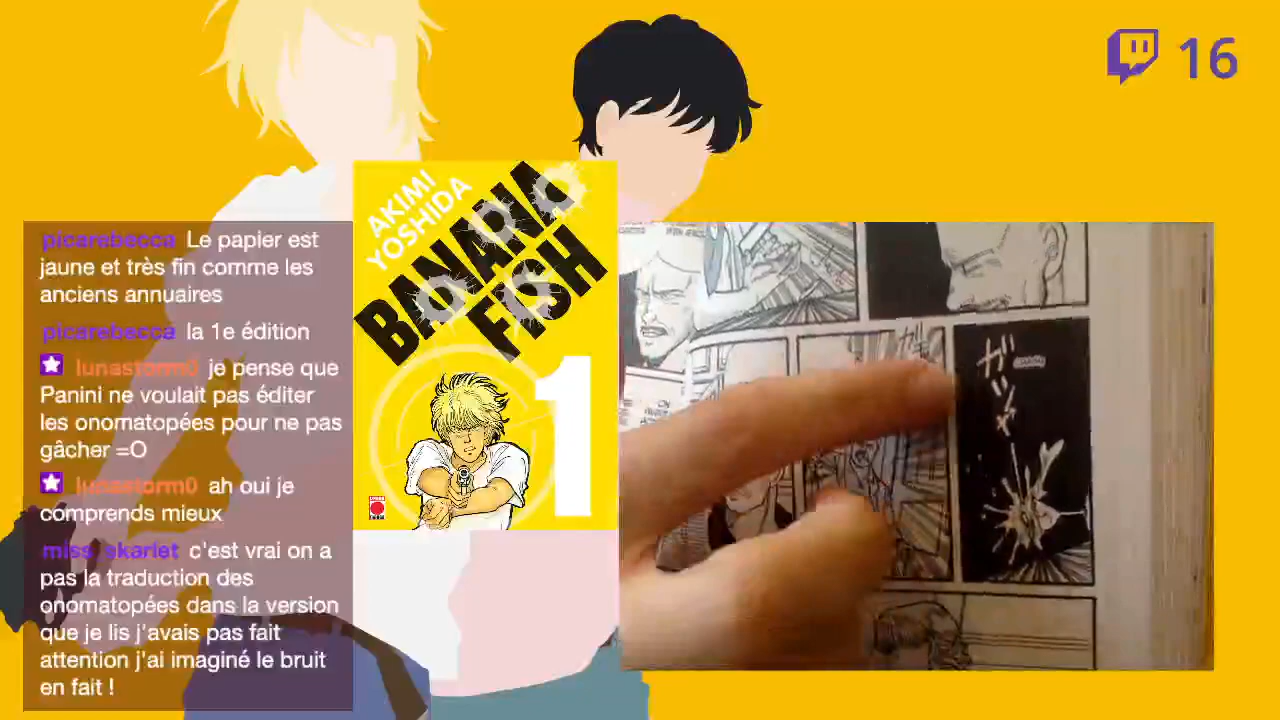 16
picarebecca Le papier est
jaune et très fin comme les
anciens annuaires
picarebecca la 1e édition
lunastorm0 je pense que
Panini ne voulait pas éditer
les onomatopées pour ne pas
gâcher =O
lunastorm0 ah oui je
comprends mieux
miss_skarlet c'est vrai on a
pas la traduction des
onomatopées dans la version
que je lis j'avais pas fait
attention j'ai imaginé le bruit
en fait !
AKIMI
YOSHIDA
BANANA
FISH
1
ガシャ